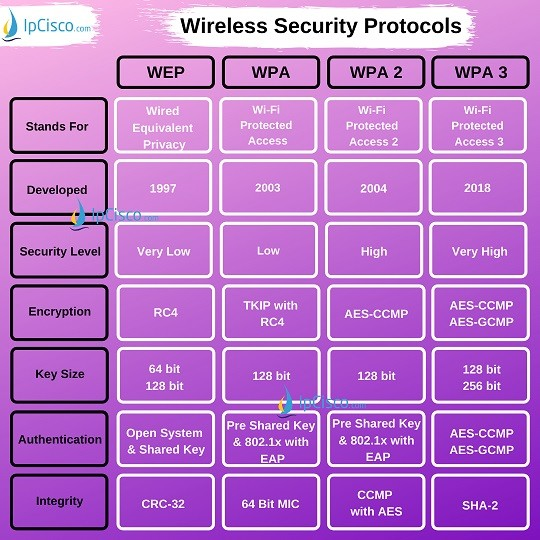 IpCisco.com
Wireless Security Protocols
WEP WPA WPA 2 WPA 3
Stands For
Wired
Equivalent
Privacy
Wi-Fi
Protected
Access
Wi-Fi
Protected
Access 2
Wi-Fi
Protected
Access 3
Developed 1997 2003 2004 2018
IpCisco.com
Security Level Very Low Low High Very High
Encryption
RC4
TKIP with
RC4
AES-CCMP
AES-CCMP
AES-GCMP
Key Size
64 bit
128 bit
128 bit
128 bit
128 bit
256 bit
IpCisco.com
Authentication
Open System
& Shared Key
Pre Shared Key
& 802.1x with
EAP
Pre Shared Key
& 802.1x with
EAP
AES-CCMP
AES-GCMP
Integrity
CRC-32
64 Bit MIC
CCMP
with AES
SHA-2